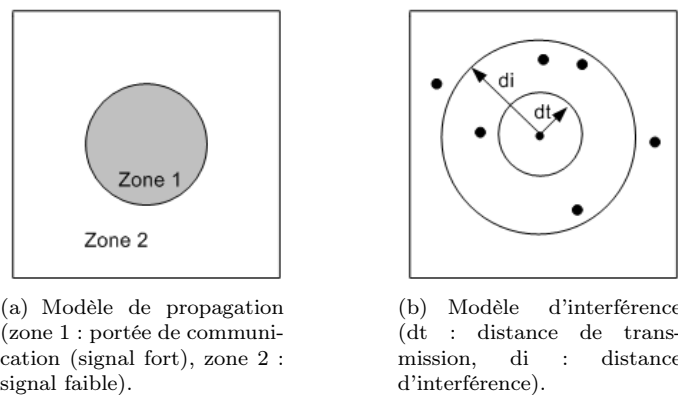 Zone 1
Zone 2
(a) Modèle de propagation
(zone 1 : portée de communi-
cation (signal fort), zone 2 :
signal faible).
di
dt
(b) Modèle d'interférence
(dt : distance de trans-
mission, di : distance
d'interférence).